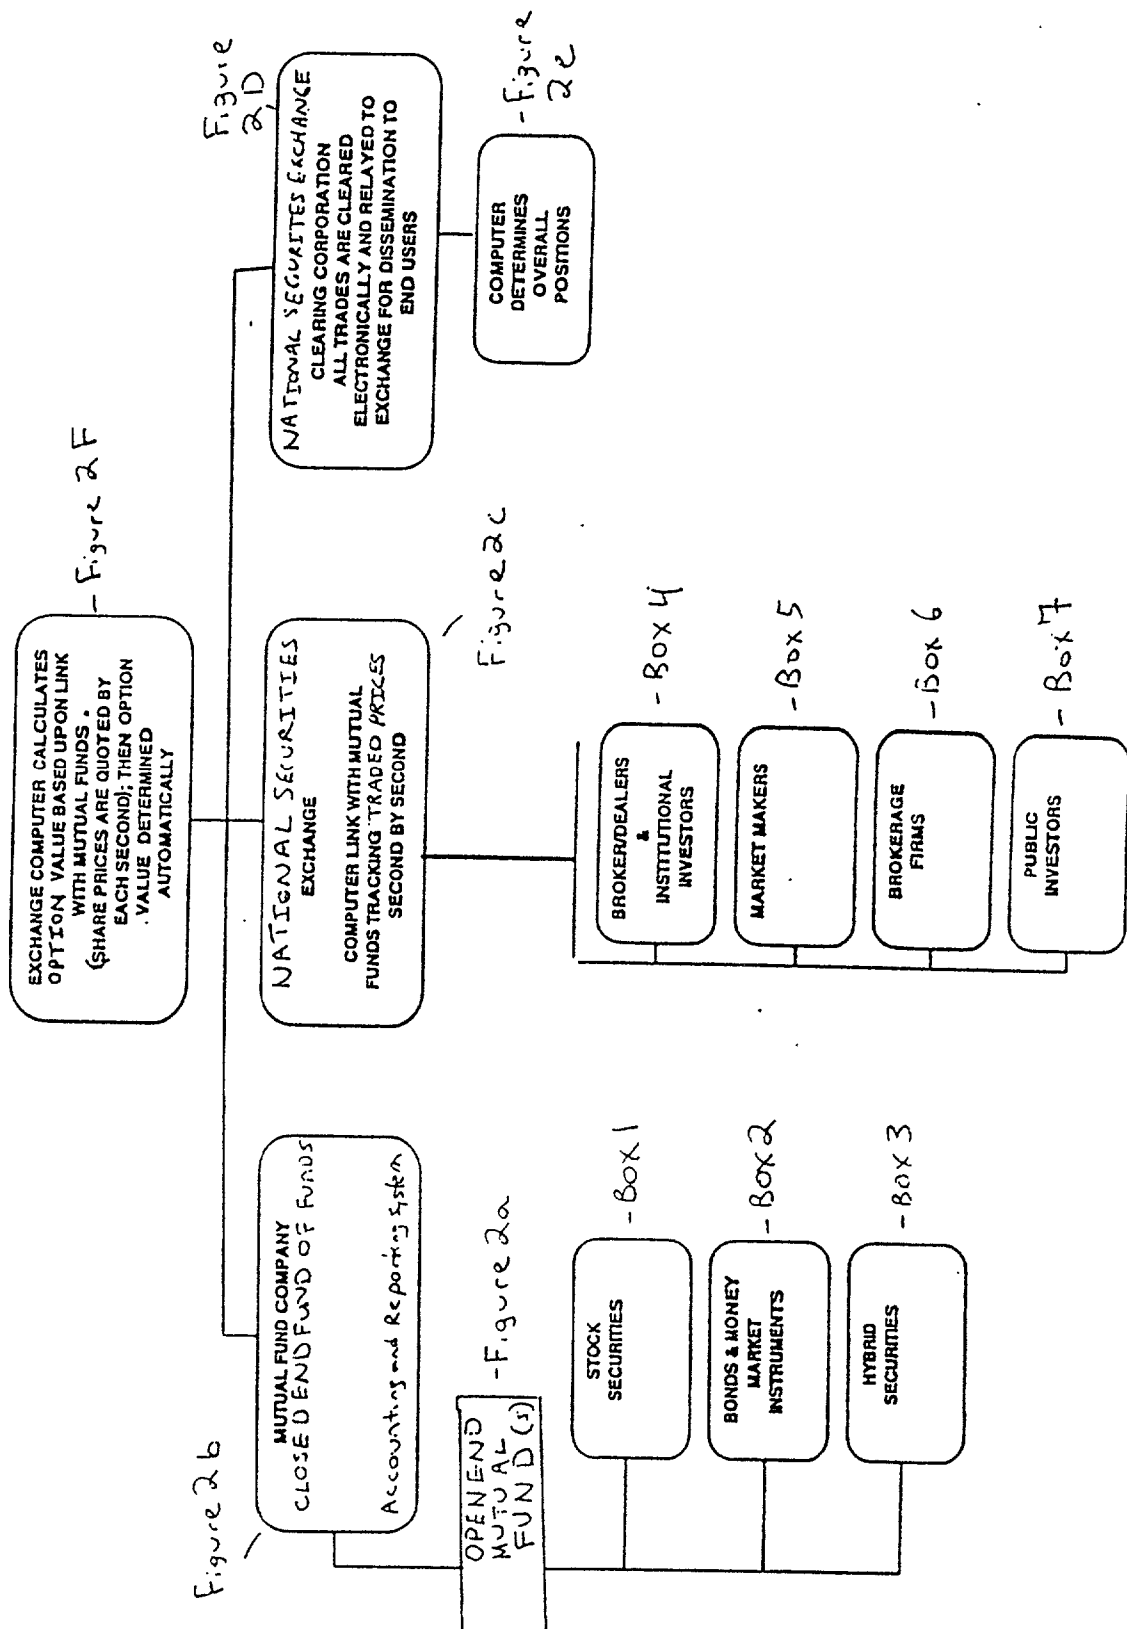 EXCHANGE COMPUTER CALCULATES
OPTION VALUE BASED UPON LINK
WITH MUTUAL FUNDS.
(SHARE PRICES ARE QUOTED BY
EACH SECOND); THEN OPTION
VALUE DETERMINED
AUTOMATICALLY
- Figure 2F
Figure 2b
MUTUAL FUND COMPANY
CLOSED END FUND OF FUNDS
Accounting and Reporting System
OPEN END
MUTUAL
FUND (s)
- Figure 2a
STOCK
SECURITIES
- Box 1
BONDS & MONEY
MARKET
INSTRUMENTS
- Box 2
HYBRID
SECURITIES
- Box 3
NATIONAL SECURITIES
EXCHANGE
COMPUTER LINK WITH MUTUAL
FUNDS TRACKING TRADED PRICES
SECOND BY SECOND
Figure 2c
BROKER/DEALERS
&
INSTITUTIONAL
INVESTORS
- Box 4
MARKET MAKERS
- Box 5
BROKERAGE
FIRMS
- Box 6
PUBLIC
INVESTORS
- Box 7
Figure
2D
NATIONAL SECURITES EXCHANGE
CLEARING CORPORATION
ALL TRADES ARE CLEARED
ELECTRONICALLY AND RELAYED TO
EXCHANGE FOR DISSEMINATION TO
END USERS
COMPUTER
DETERMINES
OVERALL
POSITIONS
- Figure
2e